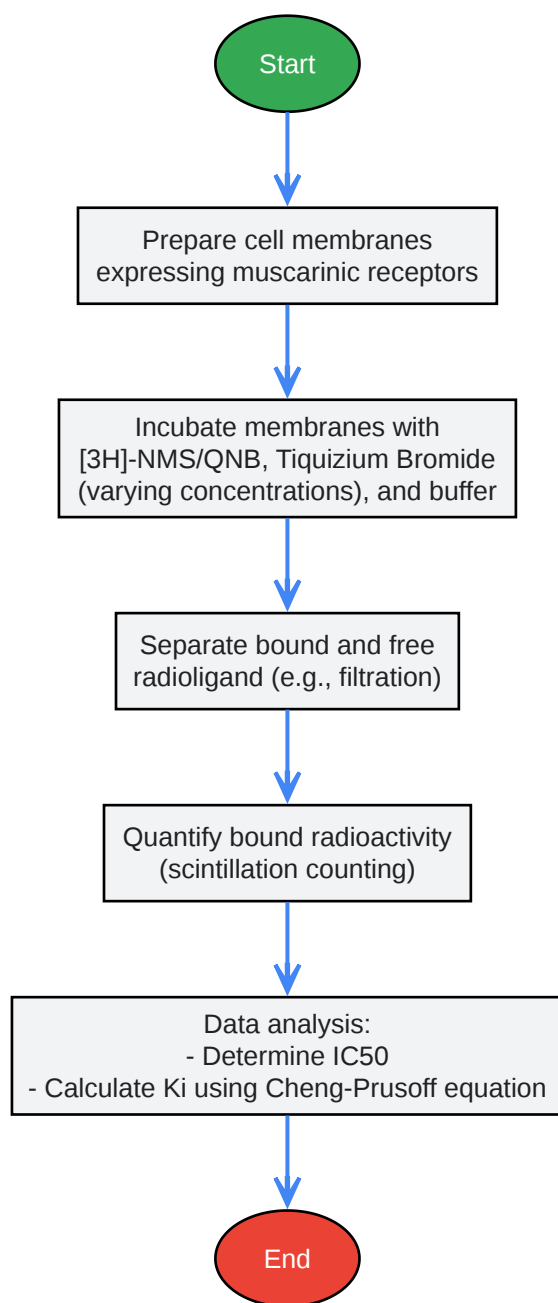 Start
Prepare cell membranes
expressing muscarinic receptors
Incubate membranes with
[3H]-NMS/QNB, Tiquizium Bromide
(varying concentrations), and buffer
Separate bound and free
radioligand (e.g., filtration)
Quantify bound radioactivity
(scintillation counting)
Data analysis:
- Determine IC50
- Calculate Ki using Cheng-Prusoff equation
End